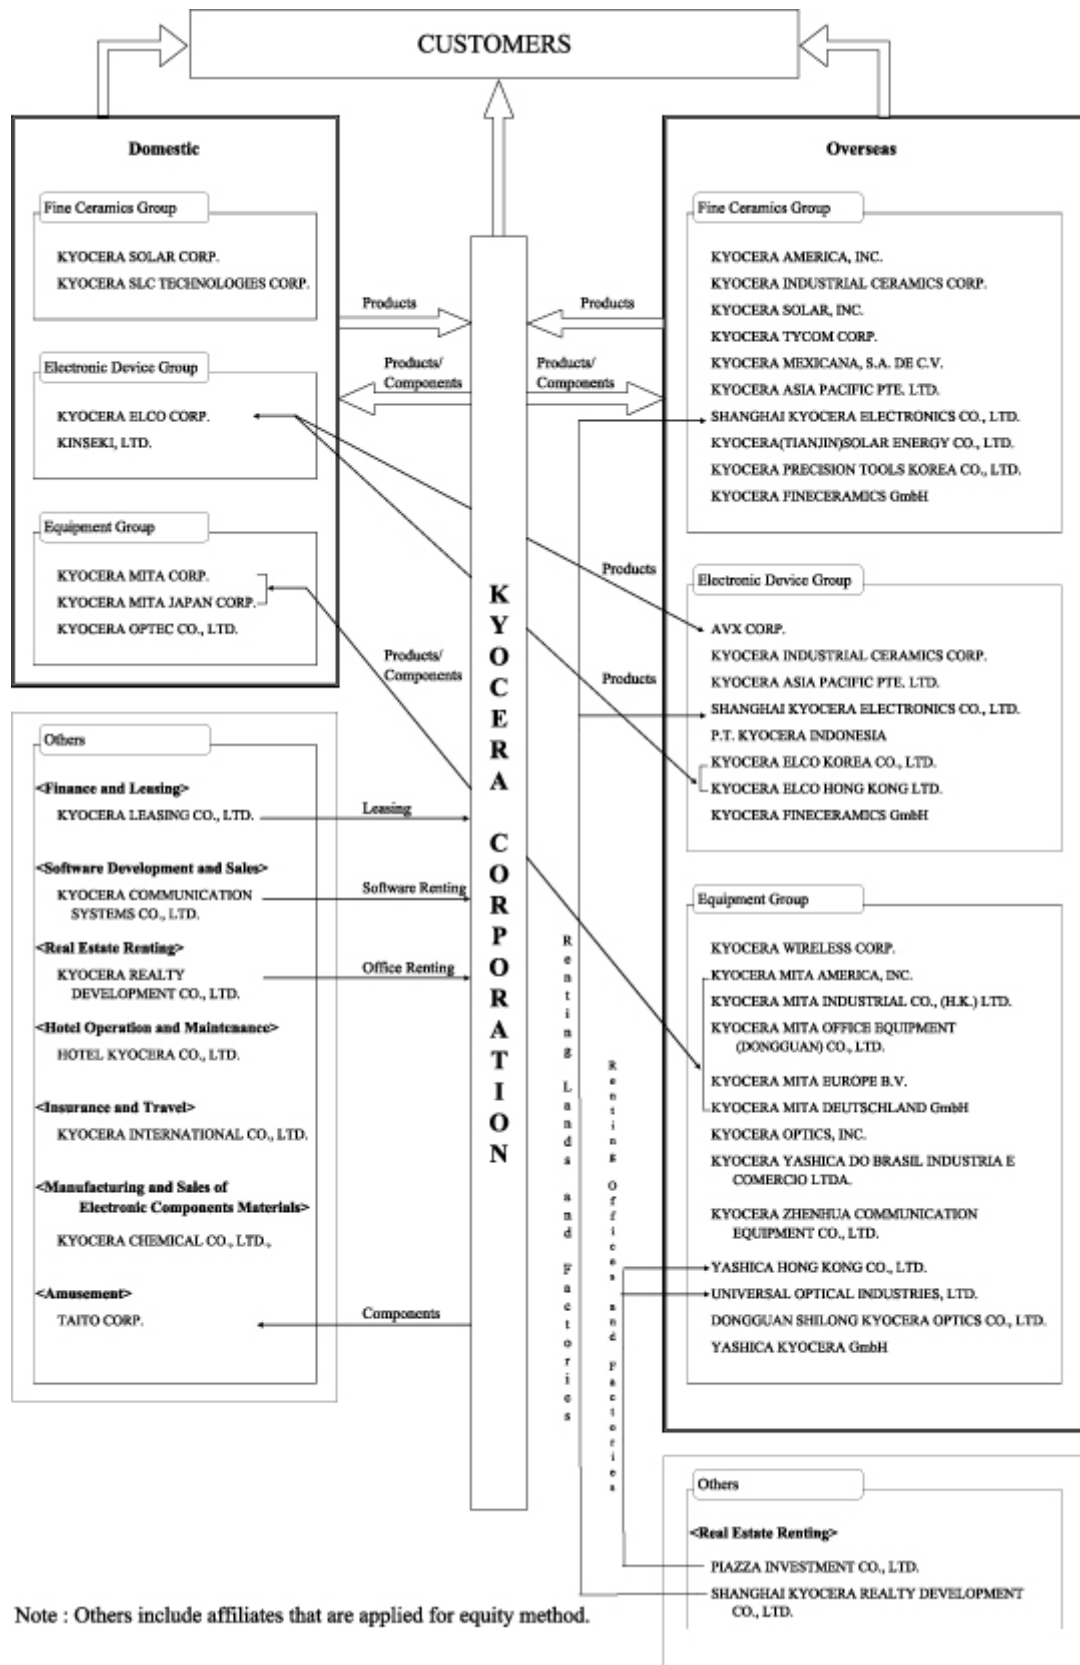 CUSTOMERS
Domestic
Fine Ceramics Group
KYOCERA SOLAR CORP.
KYOCERA SLC TECHNOLOGIES CORP.
Electronic Device Group
KYOCERA ELCO CORP.
KINSEKI, LTD.
Equipment Group
KYOCERA MITA CORP.
KYOCERA MITA JAPAN CORP.
KYOCERA OPTEC CO., LTD.
Others
<Finance and Leasing>
KYOCERA LEASING CO., LTD.
<Software Development and Sales>
KYOCERA COMMUNICATION
SYSTEMS CO., LTD.
<Real Estate Renting>
KYOCERA REALTY
DEVELOPMENT CO., LTD.
<Hotel Operation and Maintenance>
HOTEL KYOCERA CO., LTD.
<Insurance and Travel>
KYOCERA INTERNATIONAL CO., LTD.
<Manufacturing and Sales of
Electronic Components Materials>
KYOCERA CHEMICAL CO., LTD.,
<Amusement>
TAITO CORP.
Products
Products/
Components
Products/
Components
Leasing
Software Renting
Office Renting
Components
KYOCERA CORPORATION
Products
Products/
Components
Products
Products
Renting Lands and Factories
Renting Offices and Factories
Overseas
Fine Ceramics Group
KYOCERA AMERICA, INC.
KYOCERA INDUSTRIAL CERAMICS CORP.
KYOCERA SOLAR, INC.
KYOCERA TYCOM CORP.
KYOCERA MEXICANA, S.A. DE C.V.
KYOCERA ASIA PACIFIC PTE. LTD.
SHANGHAI KYOCERA ELECTRONICS CO., LTD.
KYOCERA(TIANJIN)SOLAR ENERGY CO., LTD.
KYOCERA PRECISION TOOLS KOREA CO., LTD.
KYOCERA FINECERAMICS GmbH
Electronic Device Group
AVX CORP.
KYOCERA INDUSTRIAL CERAMICS CORP.
KYOCERA ASIA PACIFIC PTE. LTD.
SHANGHAI KYOCERA ELECTRONICS CO., LTD.
P.T. KYOCERA INDONESIA
KYOCERA ELCO KOREA CO., LTD.
KYOCERA ELCO HONG KONG LTD.
KYOCERA FINECERAMICS GmbH
Equipment Group
KYOCERA WIRELESS CORP.
KYOCERA MITA AMERICA, INC.
KYOCERA MITA INDUSTRIAL CO., (H.K.) LTD.
KYOCERA MITA OFFICE EQUIPMENT
(DONGGUAN) CO., LTD.
KYOCERA MITA EUROPE B.V.
KYOCERA MITA DEUTSCHLAND GmbH
KYOCERA OPTICS, INC.
KYOCERA YASHICA DO BRASIL INDUSTRIA E
COMERCIO LTDA.
KYOCERA ZHENHUA COMMUNICATION
EQUIPMENT CO., LTD.
YASHICA HONG KONG CO., LTD.
UNIVERSAL OPTICAL INDUSTRIES, LTD.
DONGGUAN SHILONG KYOCERA OPTICS CO., LTD.
YASHICA KYOCERA GmbH
Others
<Real Estate Renting>
PIAZZA INVESTMENT CO., LTD.
SHANGHAI KYOCERA REALTY DEVELOPMENT
CO., LTD.
Note : Others include affiliates that are applied for equity method.